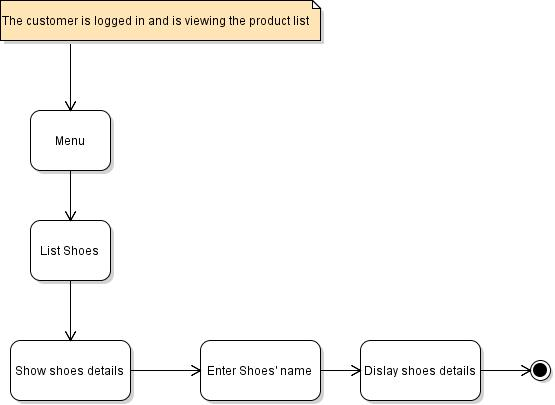 The customer is logged in and is viewing the product list
Menu
List Shoes
Show shoes details
Enter Shoes' name
Dislay shoes details